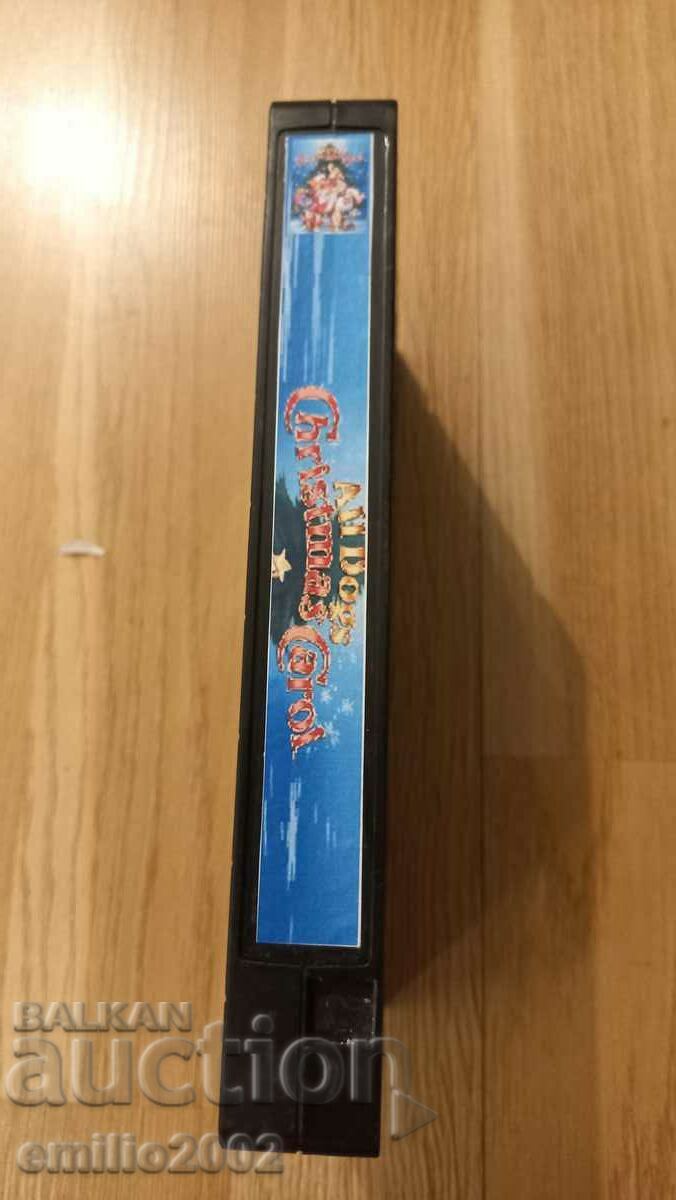 All Dogs
Christmas Carol
BALKAN
auction
emilio2002